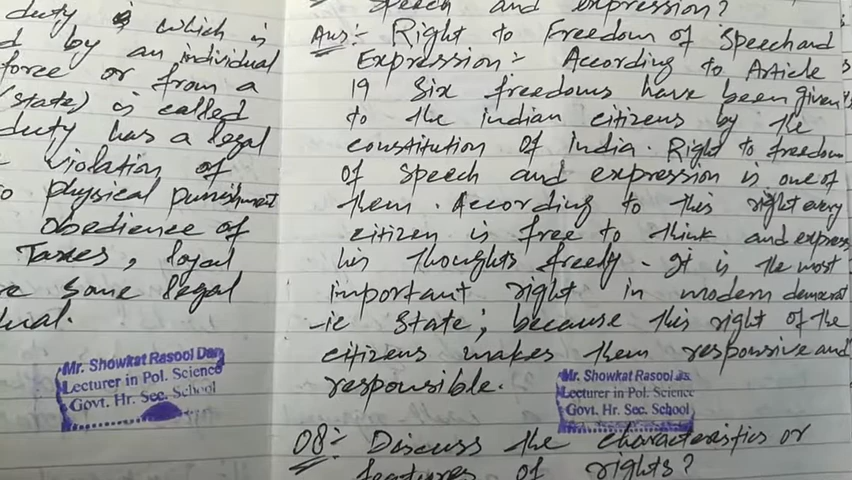 duty is which is
d by an individual
force or from a
(state) is called
duty has a legal
violation of
to physical punishment
obedience of
Taxes, loyal
re some legal
dual.
Mr. Showkat Rasool Dar
Lecturer in Pol. Science
Govt. Hr. Sec. School
speech and expression?
Ans:- Right to Freedom of Speech and
Expression:- According to Article
19 Six freedoms have been given
to the indian citizens by the
constitution of india. Right to freedom
of speech and expression is one of
them. According to this right every
citizen is free to think and express
his thoughts freely. It is the most
important right in modern democrat
-ic state; because this right of the
citizens makes them responsive and
responsible.
Mr. Showkat Rasool
Lecturer in Pol. Science
Govt. Hr. Sec. School
Q8:- Discuss the characteristics or
features of rights?